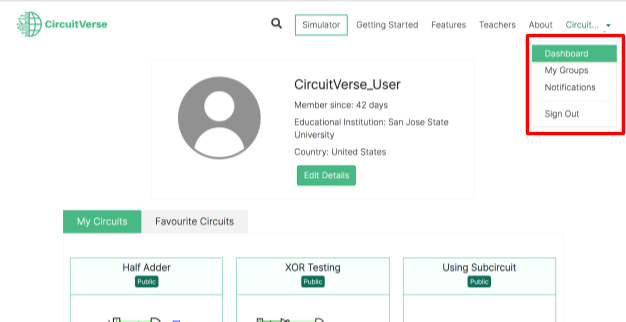 CircuitVerse
Simulator
Getting Started
Features
Teachers
About
Circuit...
Dashboard
My Groups
Notifications
Sign Out
CircuitVerse_User
Member since: 42 days
Educational Institution: San Jose State
University
Country: United States
Edit Details
My Circuits
Favourite Circuits
Half Adder
Public
XOR Testing
Public
Using Subcircuit
Public